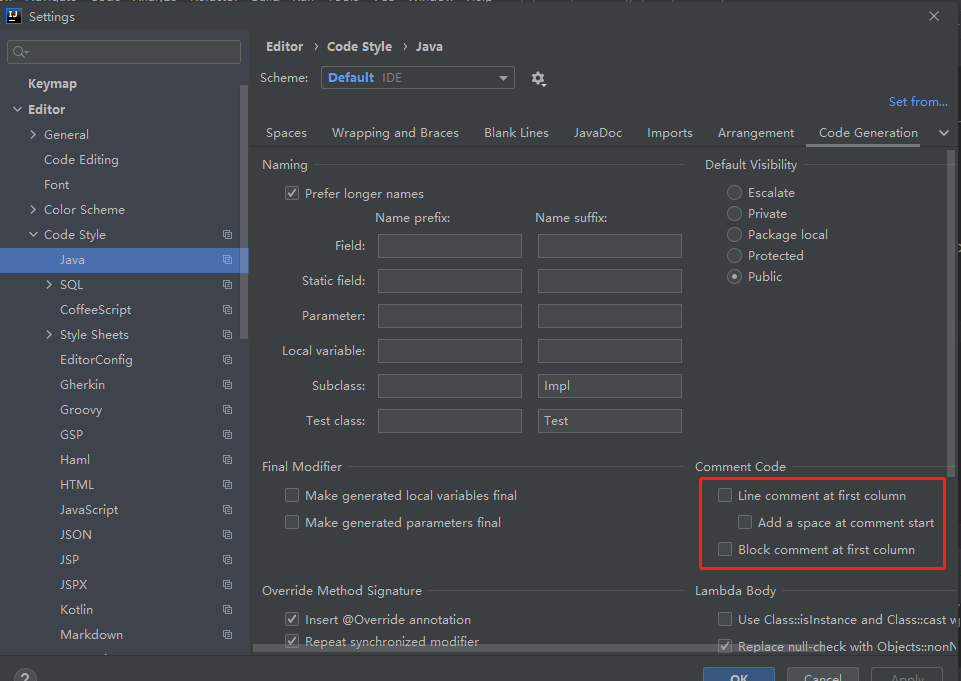 Settings
Editor › Code Style › Java
Scheme: Default IDE
Set from...
Keymap
Editor
General
Code Editing
Font
Color Scheme
Code Style
Java
SQL
CoffeeScript
Style Sheets
EditorConfig
Gherkin
Groovy
GSP
Haml
HTML
JavaScript
JSON
JSP
JSPX
Kotlin
Markdown
Spaces Wrapping and Braces Blank Lines JavaDoc Imports Arrangement Code Generation
Naming
Prefer longer names
Name prefix: Name suffix:
Field:
Static field:
Parameter:
Local variable:
Subclass: Impl
Test class: Test
Default Visibility
Escalate
Private
Package local
Protected
Public
Final Modifier
Make generated local variables final
Make generated parameters final
Comment Code
Line comment at first column
Add a space at comment start
Block comment at first column
Override Method Signature
Insert @Override annotation
Repeat synchronized modifier
Lambda Body
Use Class::isInstance and Class::cast w
Replace null-check with Objects::nonN
?
OK Cancel Apply